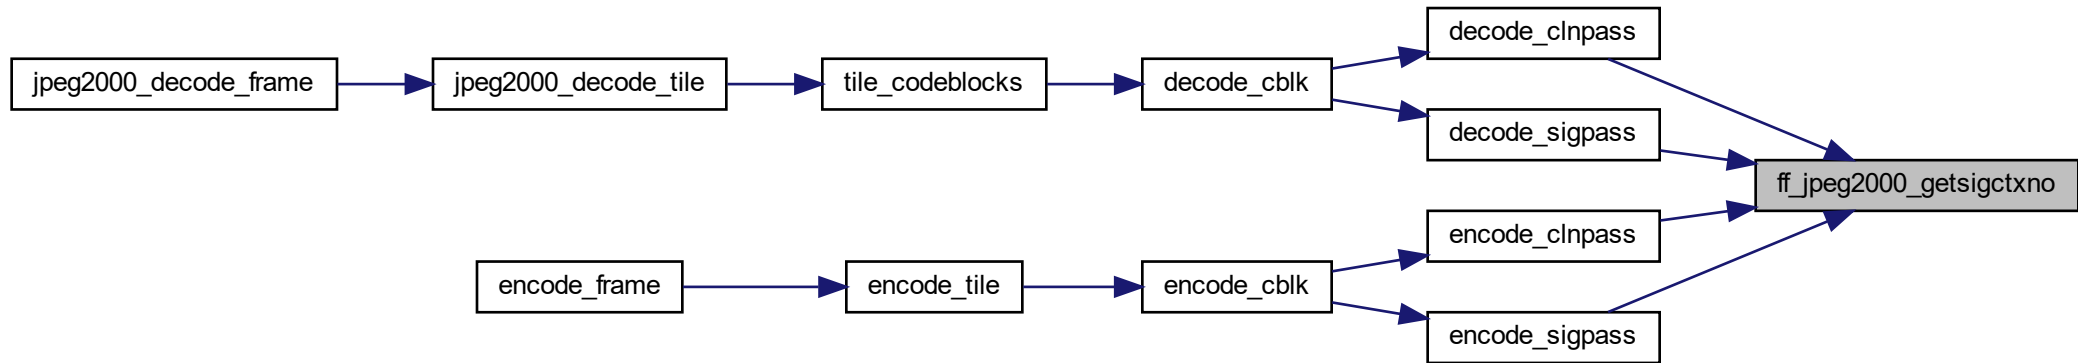 decode_clnpass
jpeg2000_decode_frame
jpeg2000_decode_tile
tile_codeblocks
decode_cblk
decode_sigpass
ff_jpeg2000_getsigctxno
encode_clnpass
encode_frame
encode_tile
encode_cblk
encode_sigpass